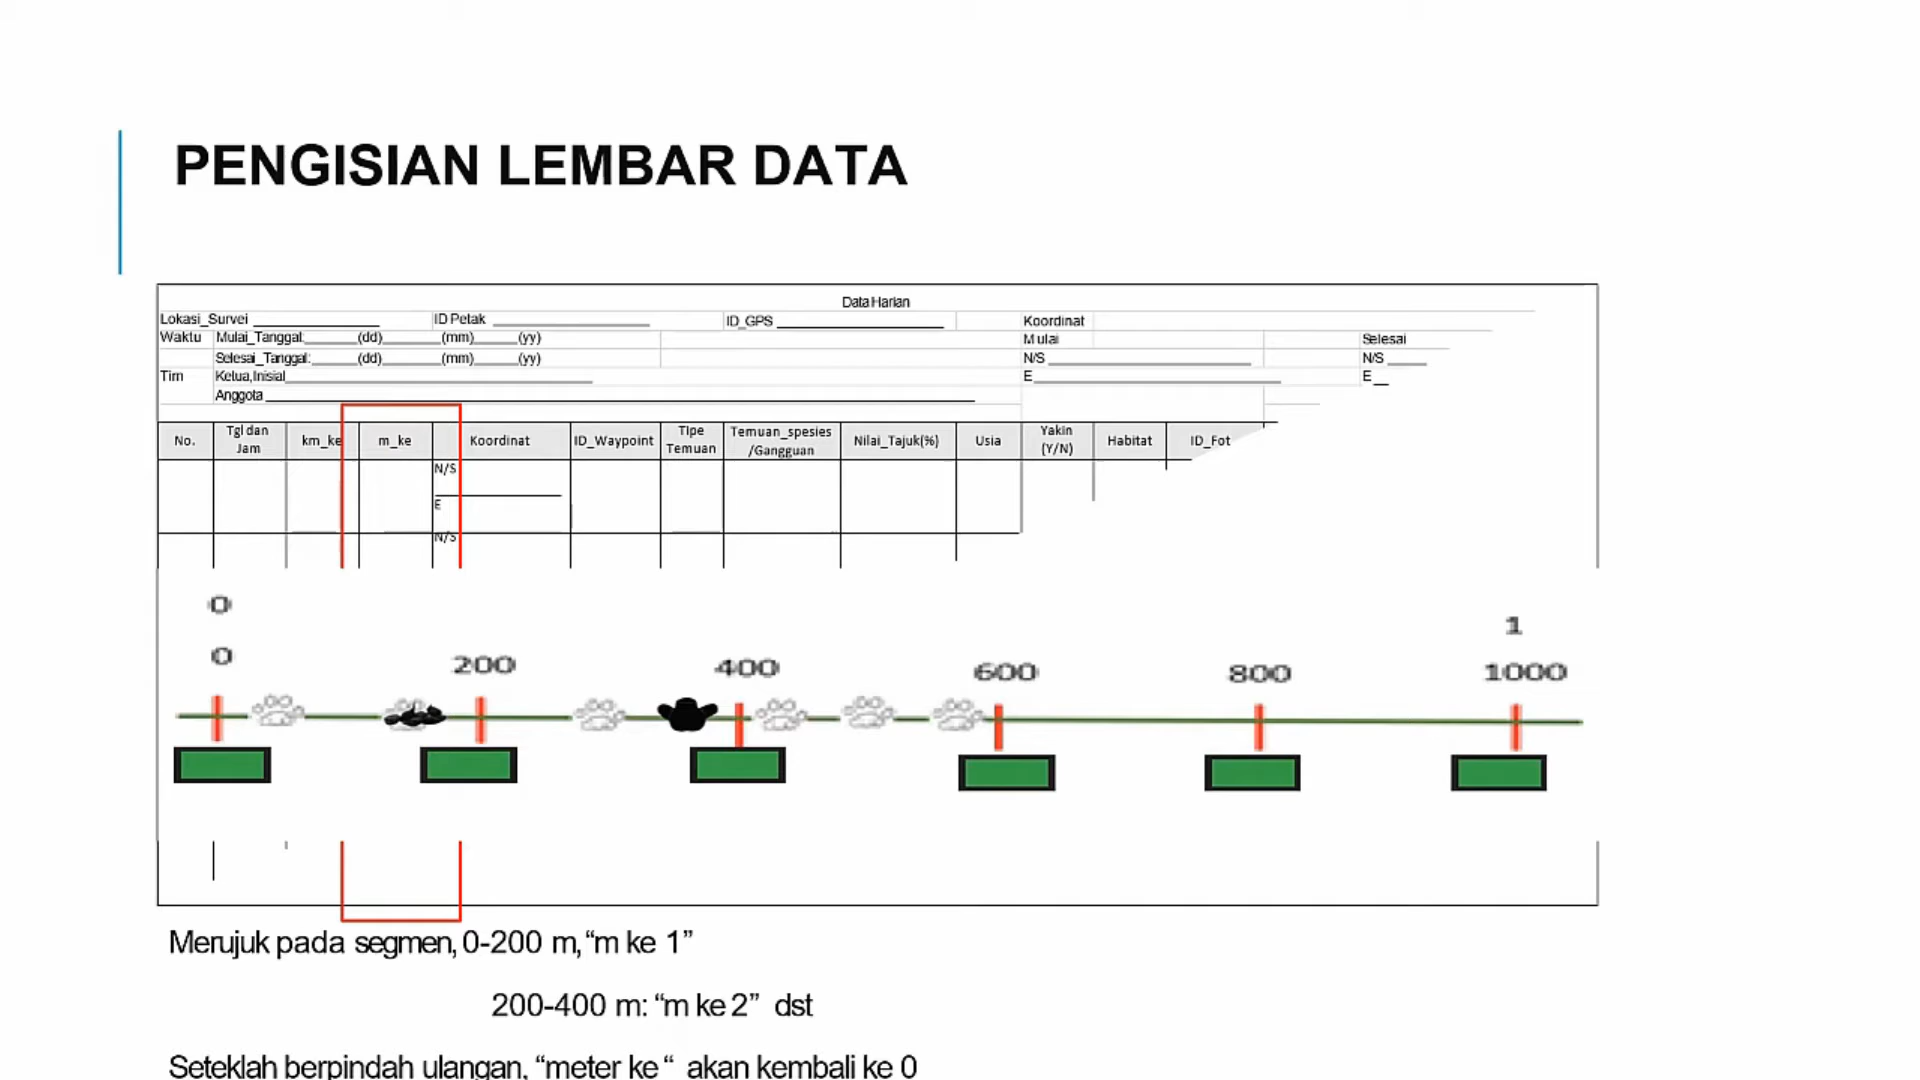 PENGISIAN LEMBAR DATA
Data Harian
Lokasi_Survei ID Petak ID_GPS Koordinat
Waktu Mulai_Tanggal: (dd) (mm) (yy) Mulai Selesai
Selesai_Tanggal: (dd) (mm) (yy) N/S N/S
Tim Ketua,Inisial E E
Anggota
No. Tgl dan Jam km_ke m_ke Koordinat ID_Waypoint Tipe Temuan Temuan_spesies /Gangguan Nilai_Tajuk(%) Usia Yakin (Y/N) Habitat ID_Fot
N/S
E
N/S
0 1
0 200 400 600 800 1000
Merujuk pada segmen, 0-200 m, “m ke 1”
200-400 m: “m ke 2” dst
Seteklah berpindah ulangan, “meter ke “ akan kembali ke 0